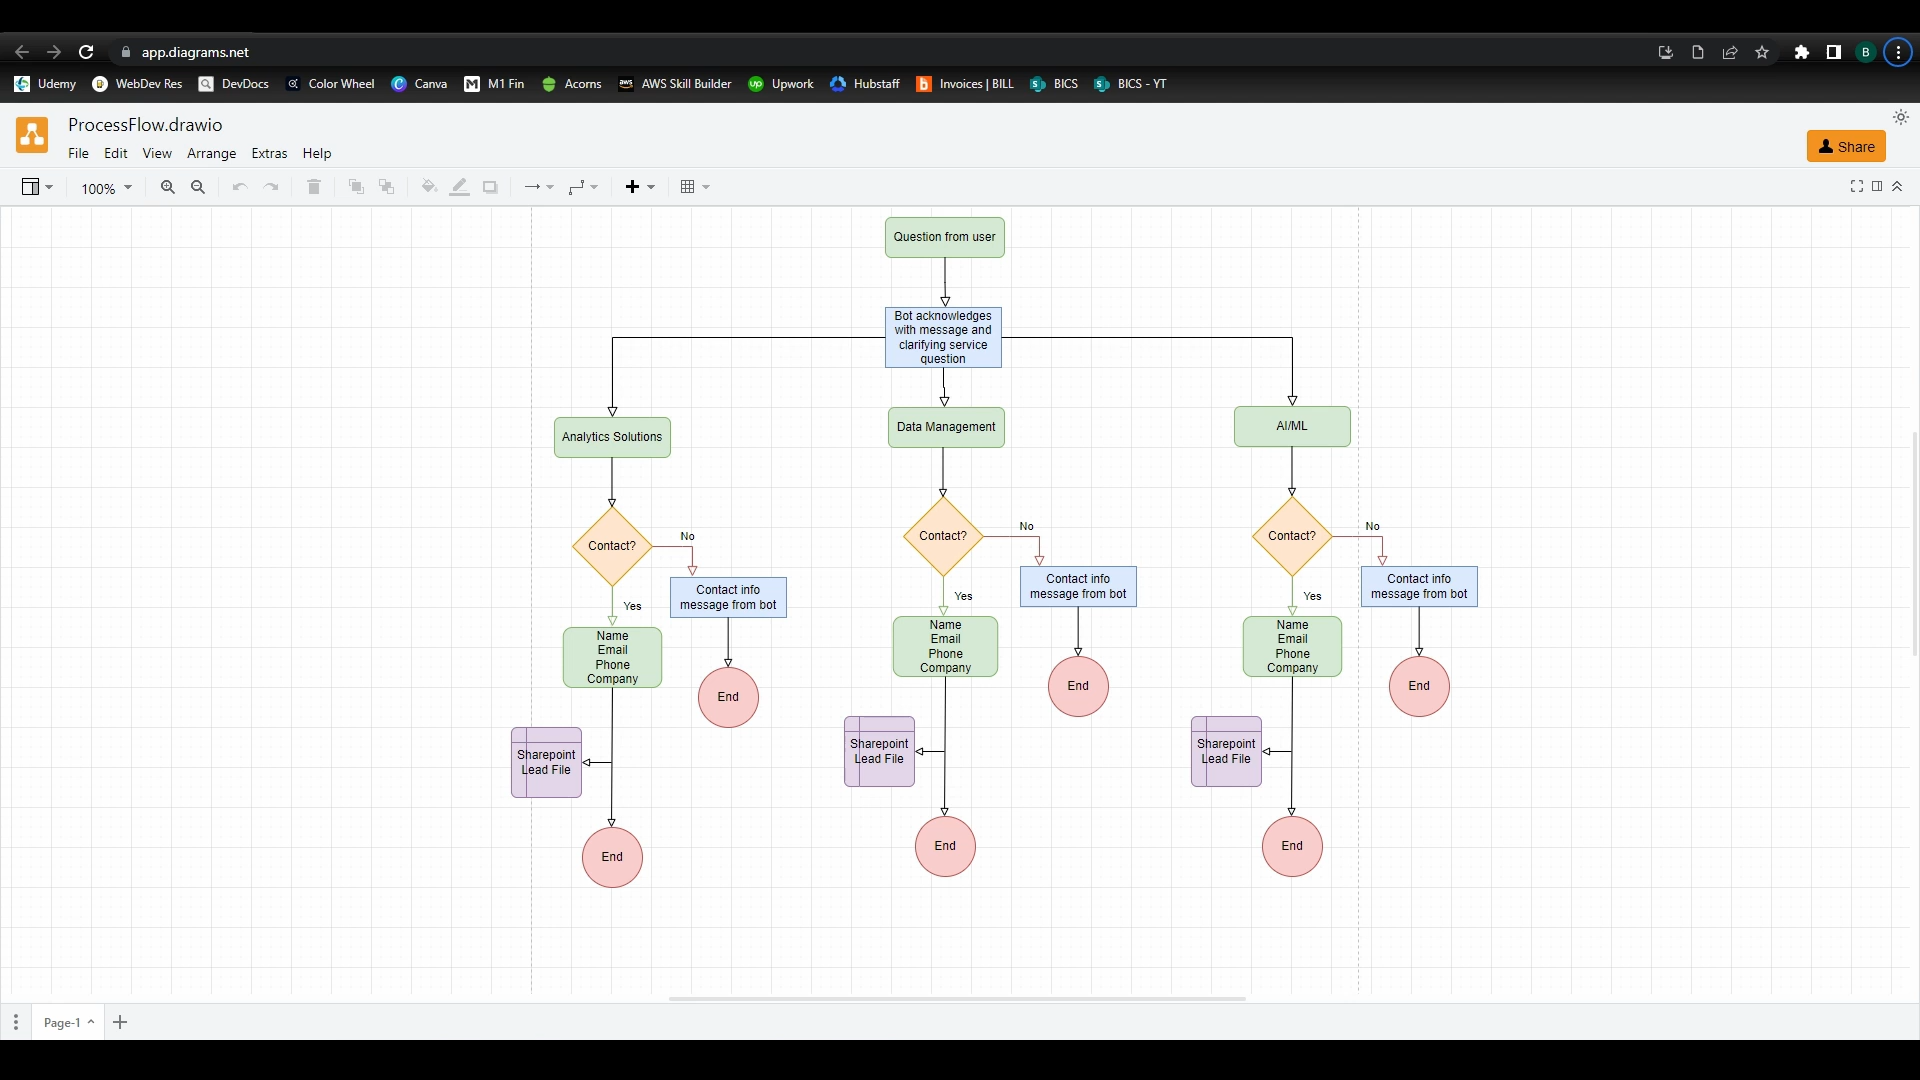 app.diagrams.net
B
Udemy
WebDev Res
DevDocs
Color Wheel
Canva
M1 Fin
Acorns
aws
AWS Skill Builder
up
Upwork
Hubstaff
b
Invoices | BILL
S
BICS
S
BICS - YT
ProcessFlow.drawio
File Edit View Arrange Extras Help
Share
100%
Question from user
Bot acknowledges
with message and
clarifying service
question
Analytics Solutions
Data Management
AI/ML
Contact?
No
Yes
Contact info
message from bot
Name
Email
Phone
Company
End
Sharepoint
Lead File
End
Contact?
No
Yes
Contact info
message from bot
Name
Email
Phone
Company
End
Sharepoint
Lead File
End
Contact?
No
Yes
Contact info
message from bot
Name
Email
Phone
Company
End
Sharepoint
Lead File
End
Page-1